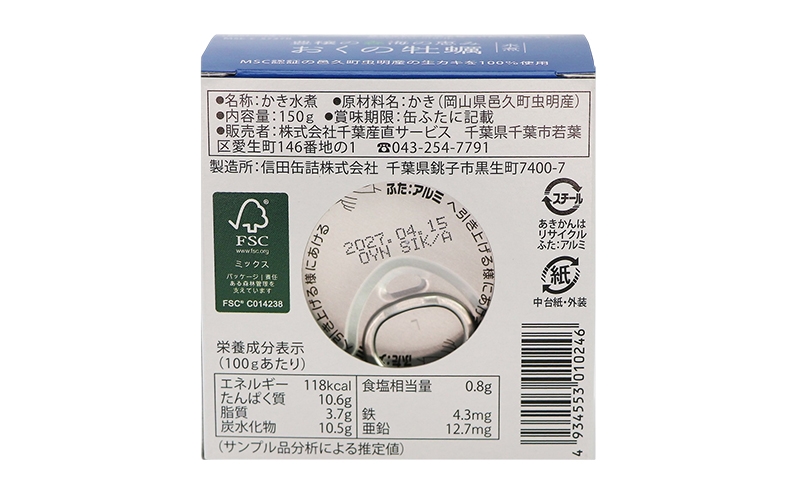 おくの牡蠣 水煮
MSC認証の邑久町虫明産の生カキを100%使用
●名称:かき水煮 ●原材料名:かき(岡山県邑久町虫明産)
●内容量:150g ●賞味期限:缶ふたに記載
●販売者:株式会社千葉産直サービス 千葉県千葉市若葉
区愛生町146番地の1 ☎043-254-7791
製造所:信田缶詰株式会社 千葉県銚子市黒生町7400-7
FSC
www.fsc.org
ミックス
パッケージ|責任
ある森林管理を
支えています
FSC® C014238
ふた:アルミ
へ引き上げる様にあける
2027.04.15
OYN SIK/A
スチール
あきかんは
リサイクル
ふた:アルミ
紙
中台紙・外装
栄養成分表示
(100gあたり)
エネルギー 118kcal
たんぱく質 10.6g
脂質 3.7g
炭水化物 10.5g
食塩相当量 0.8g
鉄 4.3mg
亜鉛 12.7mg
(サンプル品分析による推定値)
4 934553 010246